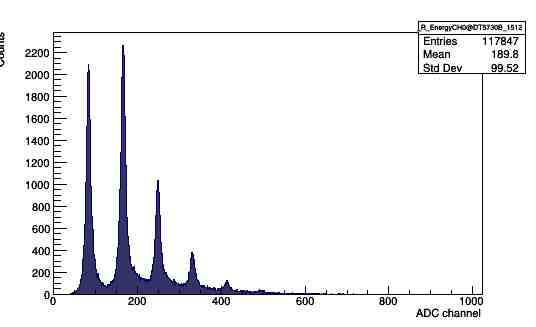 _R_EnergyCH0@DT5730B_1512
Entries 117847
Mean 189.8
Std Dev 99.52
Counts
2200
2000
1800
1600
1400
1200
1000
800
600
400
200
0
0 200 400 600 800 1000
ADC channel